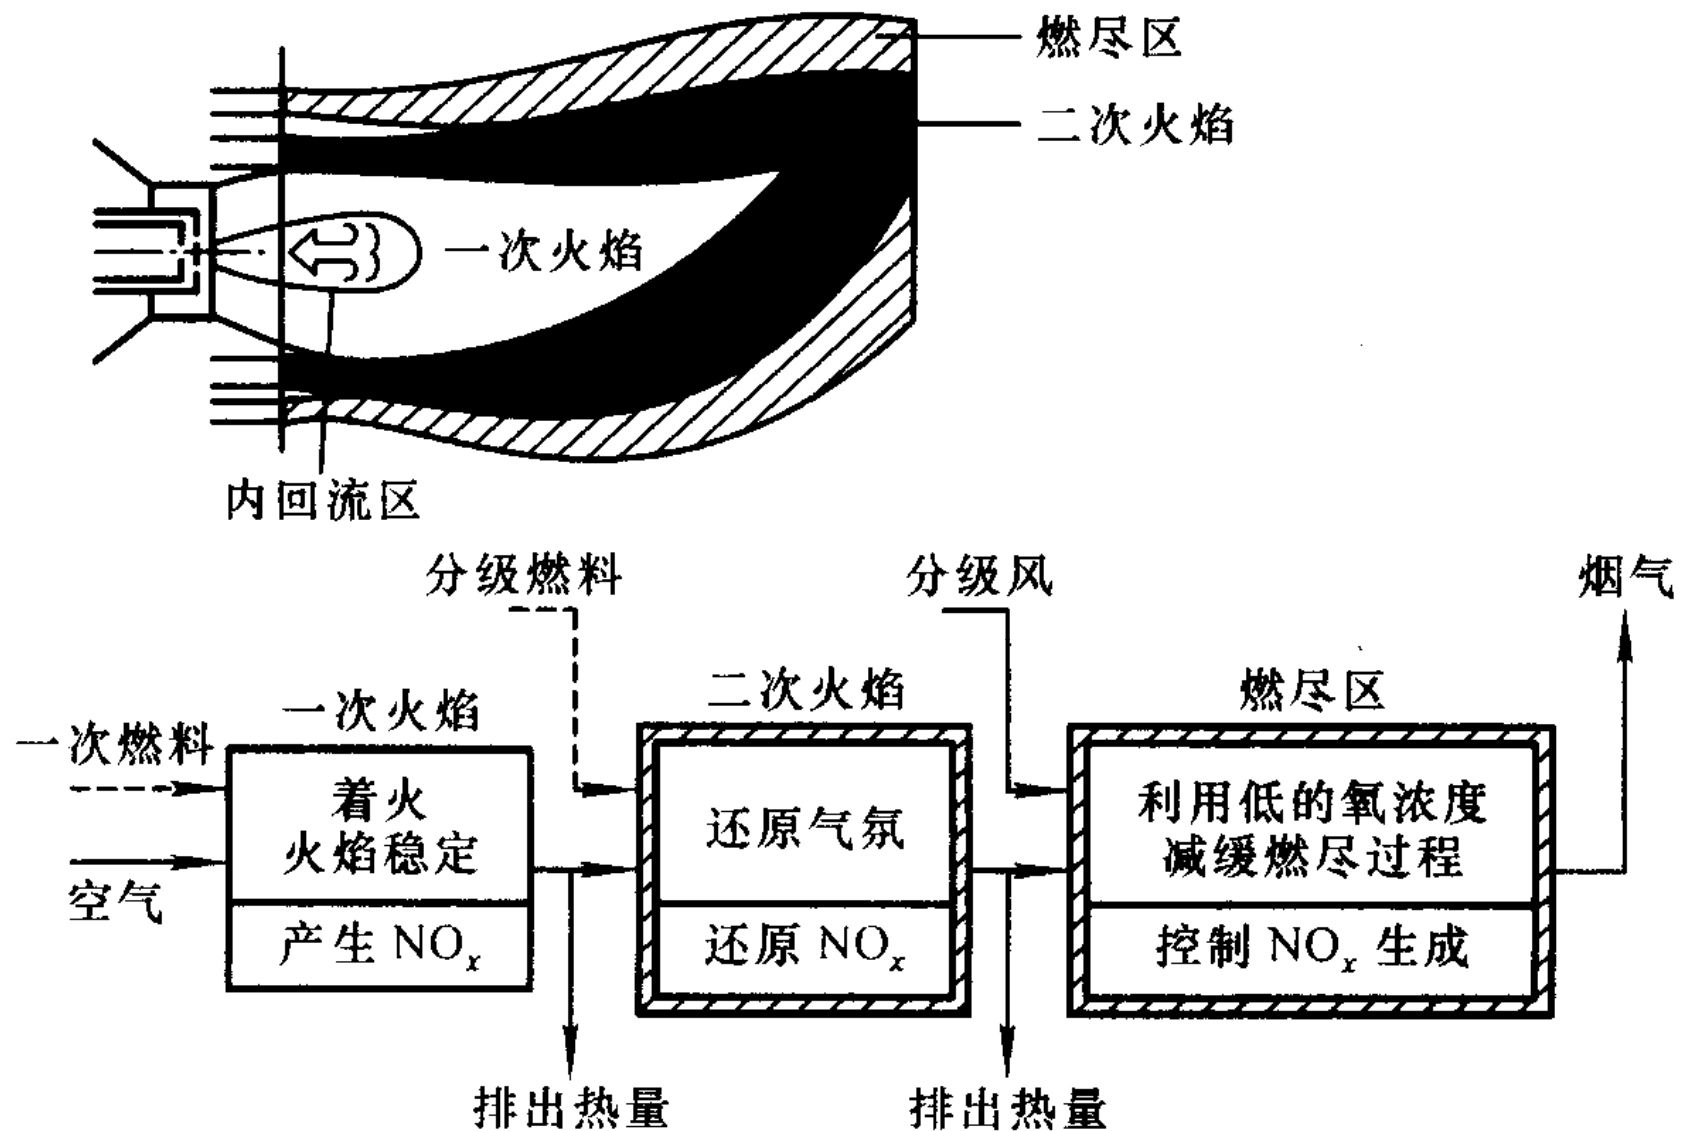 燃尽区
二次火焰
一次火焰
内回流区
分级燃料
分级风
烟气
一次火焰
二次火焰
燃尽区
一次燃料
空气
着火
火焰稳定
产生 NOx
还原气氛
还原 NOx
利用低的氧浓度
减缓燃尽过程
控制 NOx 生成
排出热量
排出热量